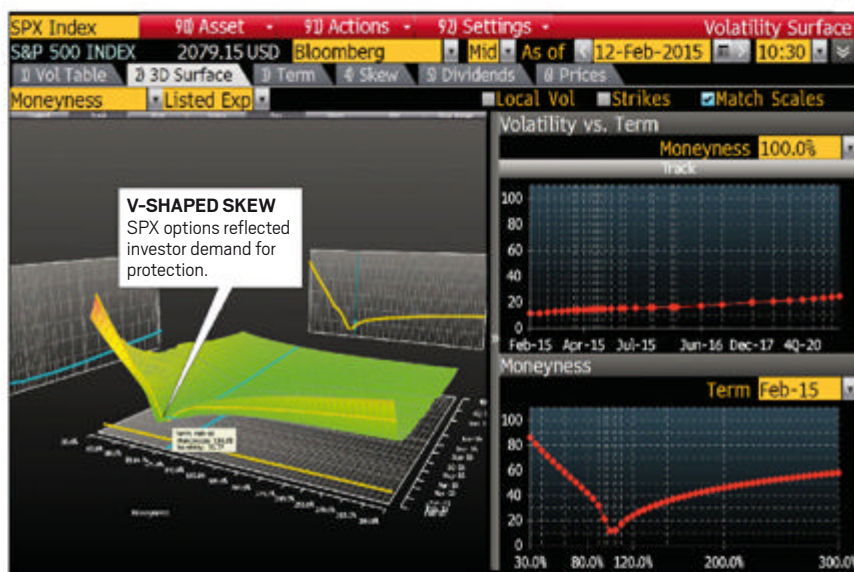 SPX Index 90) Asset 91) Actions 92) Settings Volatility Surface
S&P 500 INDEX 2079.15 USD Bloomberg Mid As of 12-Feb-2015 10:30
1) Vol Table 2) 3D Surface 3) Term 4) Skew 5) Dividends 6) Prices
Moneyness Listed Exp Local Vol Strikes Match Scales
V-SHAPED SKEW
SPX options reflected
investor demand for
protection.
Moneyness
Volatility vs. Term
Moneyness 100.0%
Track
100
80
60
40
20
0
Feb-15 Apr-15 Jul-15 Jun-16 Dec-17 4Q-20
Moneyness
Term Feb-15
100
80
60
40
20
0
30.0% 80.0% 120.0% 200.0% 300.0%